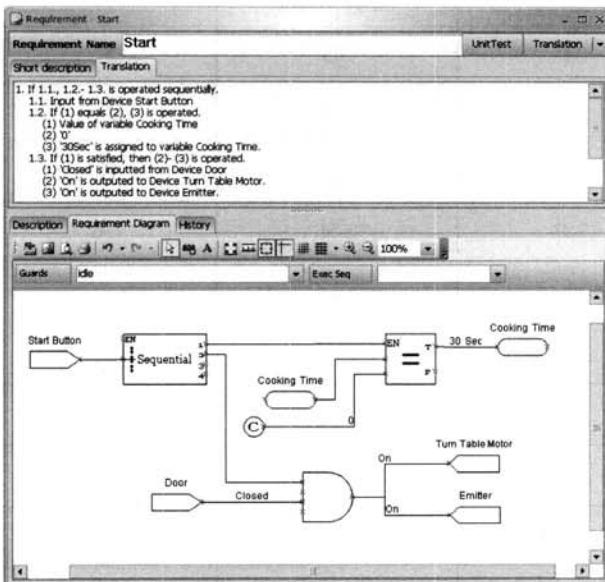 Requirement - Start
Requirement Name Start UnitTest Translation
Short description Translation
1. If 1.1., 1.2.- 1.3. is operated sequentially.
1.1. Input from Device Start Button
1.2. If (1) equals (2), (3) is operated.
(1) Value of variable Cooking Time
(2) '0'
(3) '30Sec' is assigned to variable Cooking Time.
1.3. If (1) is satisfied, then (2)- (3) is operated.
(1) 'Closed' is inputted from Device Door
(2) 'On' is outputed to Device Turn Table Motor.
(3) 'On' is outputed to Device Emitter.
Description Requirement Diagram History
A 100%
Guards idle Exec Seq
Start Button
EN
Sequential
1
2
3
4
EN
=
T
F
30 Sec
Cooking Time
Cooking Time
C
0
Door
Closed
On
Turn Table Motor
On
Emitter